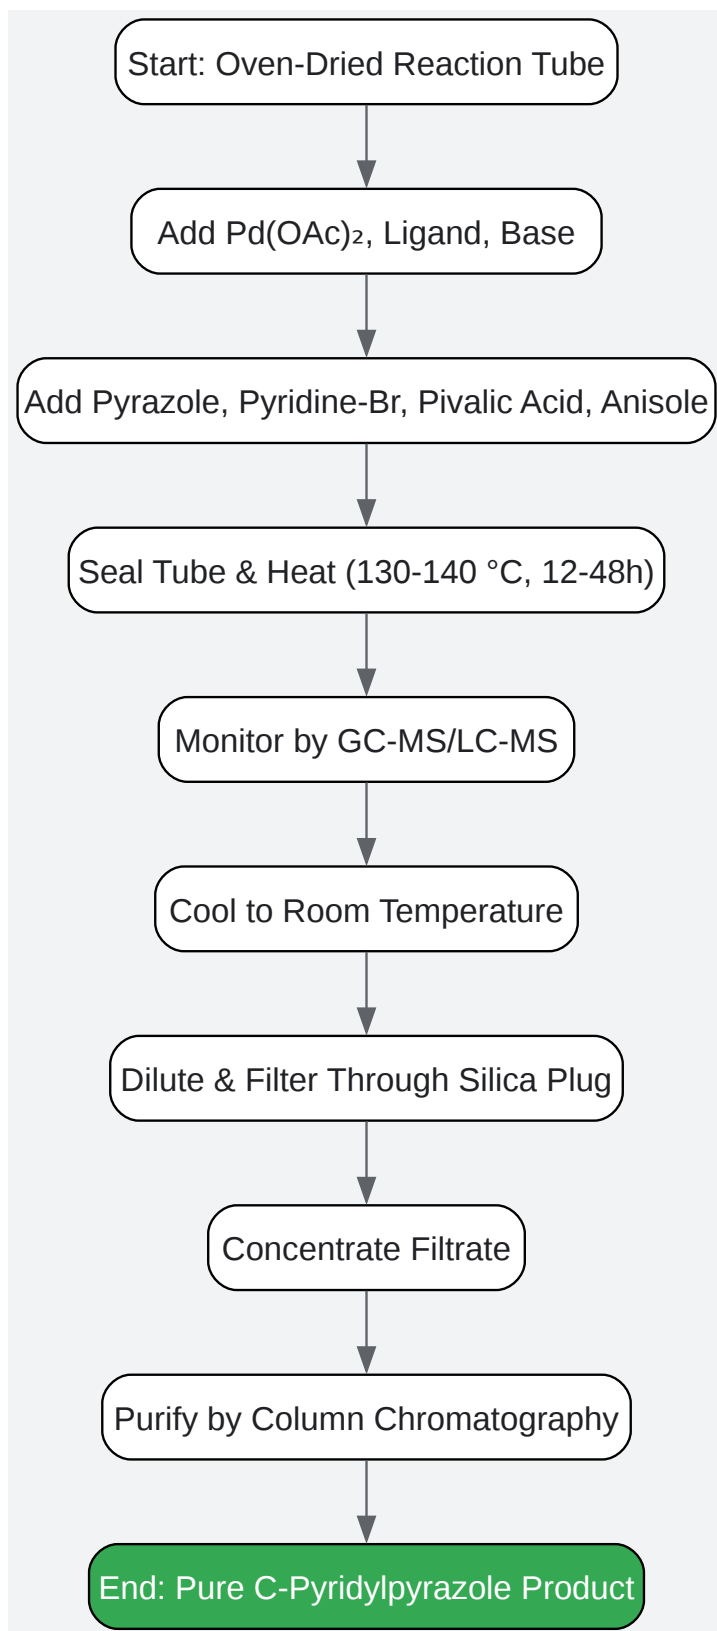 Start: Oven-Dried Reaction Tube
Add Pd(OAc)₂, Ligand, Base
Add Pyrazole, Pyridine-Br, Pivalic Acid, Anisole
Seal Tube & Heat (130-140 °C, 12-48h)
Monitor by GC-MS/LC-MS
Cool to Room Temperature
Dilute & Filter Through Silica Plug
Concentrate Filtrate
Purify by Column Chromatography
End: Pure C-Pyridylpyrazole Product